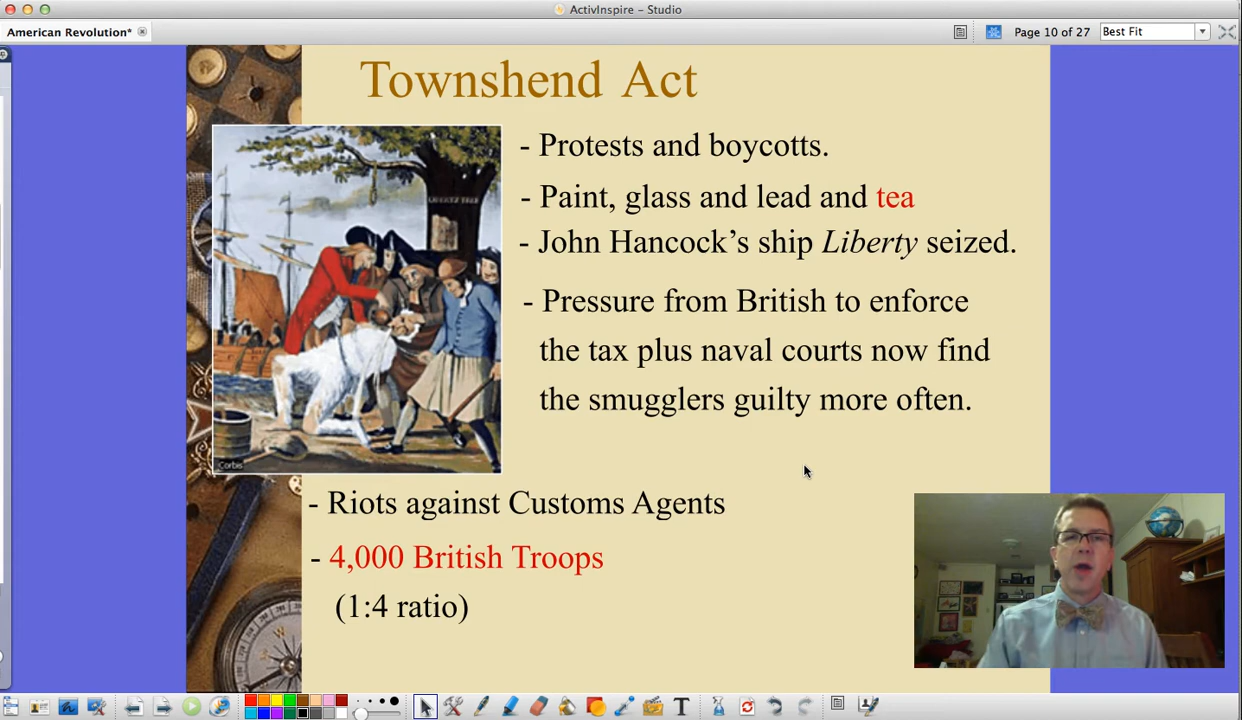 ActivInspire – Studio
American Revolution*
Page 10 of 27
Best Fit
Townshend Act
- Protests and boycotts.
- Paint, glass and lead and tea
- John Hancock’s ship Liberty seized.
- Pressure from British to enforce
the tax plus naval courts now find
the smugglers guilty more often.
Corbis
- Riots against Customs Agents
- 4,000 British Troops
(1:4 ratio)
T